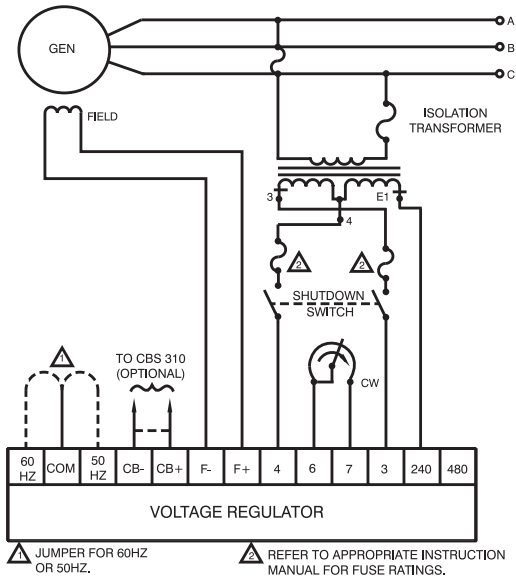 GEN
A
B
C
FIELD
ISOLATION
TRANSFORMER
3
E1
4
2
2
SHUTDOWN
SWITCH
1
TO CBS 310
(OPTIONAL)
CW
60
HZ
COM
50
HZ
CB-
CB+
F-
F+
4
6
7
3
240
480
VOLTAGE REGULATOR
1 JUMPER FOR 60HZ
OR 50HZ.
2 REFER TO APPROPRIATE INSTRUCTION
MANUAL FOR FUSE RATINGS.